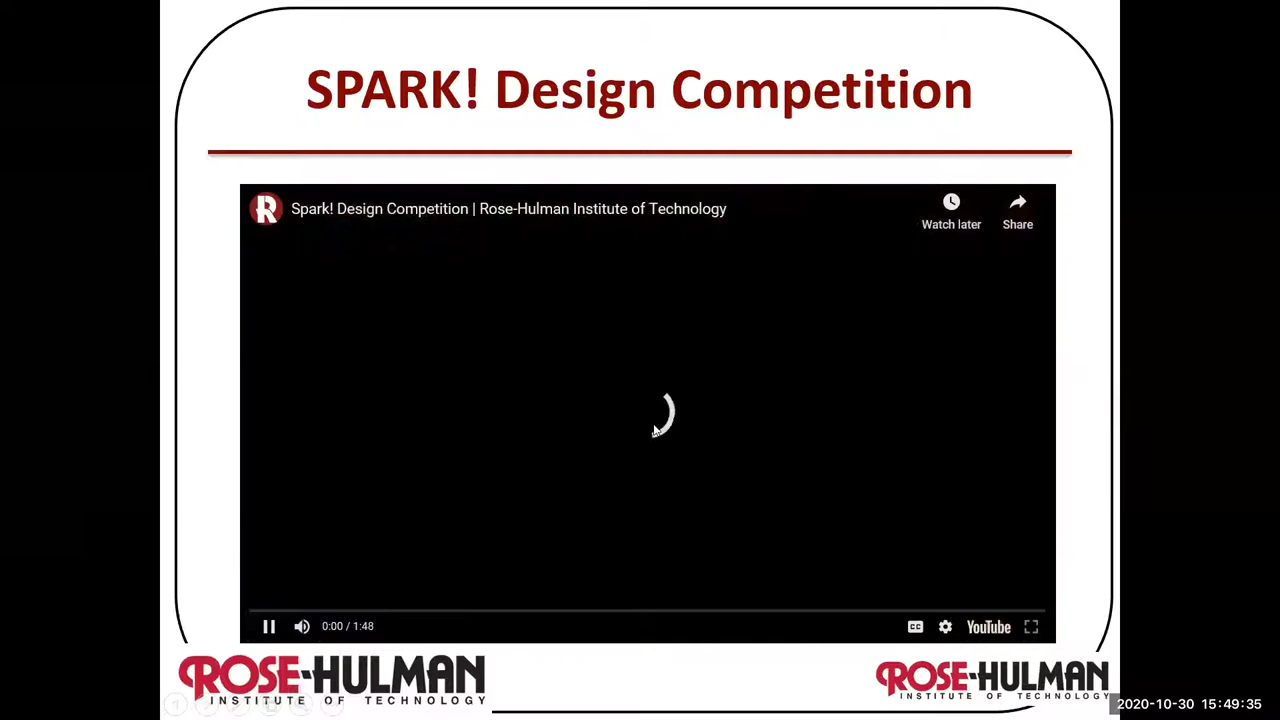 SPARK! Design Competition
R Spark! Design Competition | Rose-Hulman Institute of Technology
Watch later
Share
0:00 / 1:48
CC
YouTube
ROSE-HULMAN
INSTITUTE OF TECHNOLOGY
ROSE-HULMAN
INSTITUTE OF TECHNOLOGY
2020-10-30 15:49:35